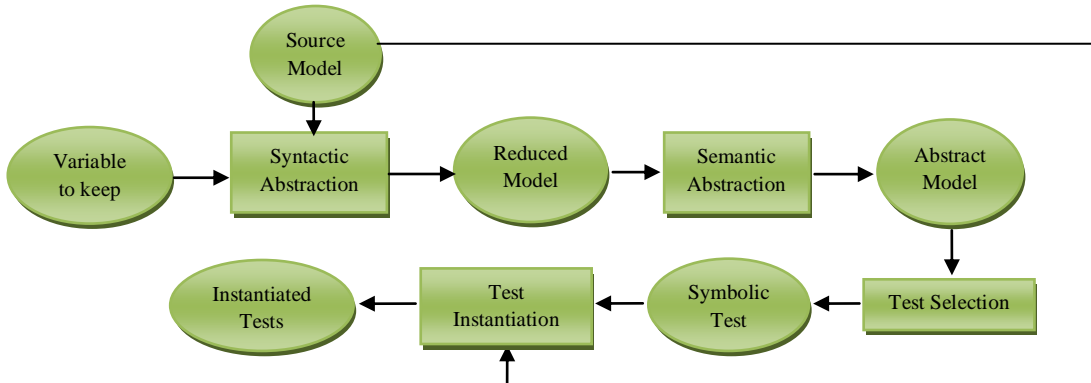 Source
Model
Variable
to keep
Syntactic
Abstraction
Reduced
Model
Semantic
Abstraction
Abstract
Model
Instantiated
Tests
Test
Instantiation
Symbolic
Test
Test Selection